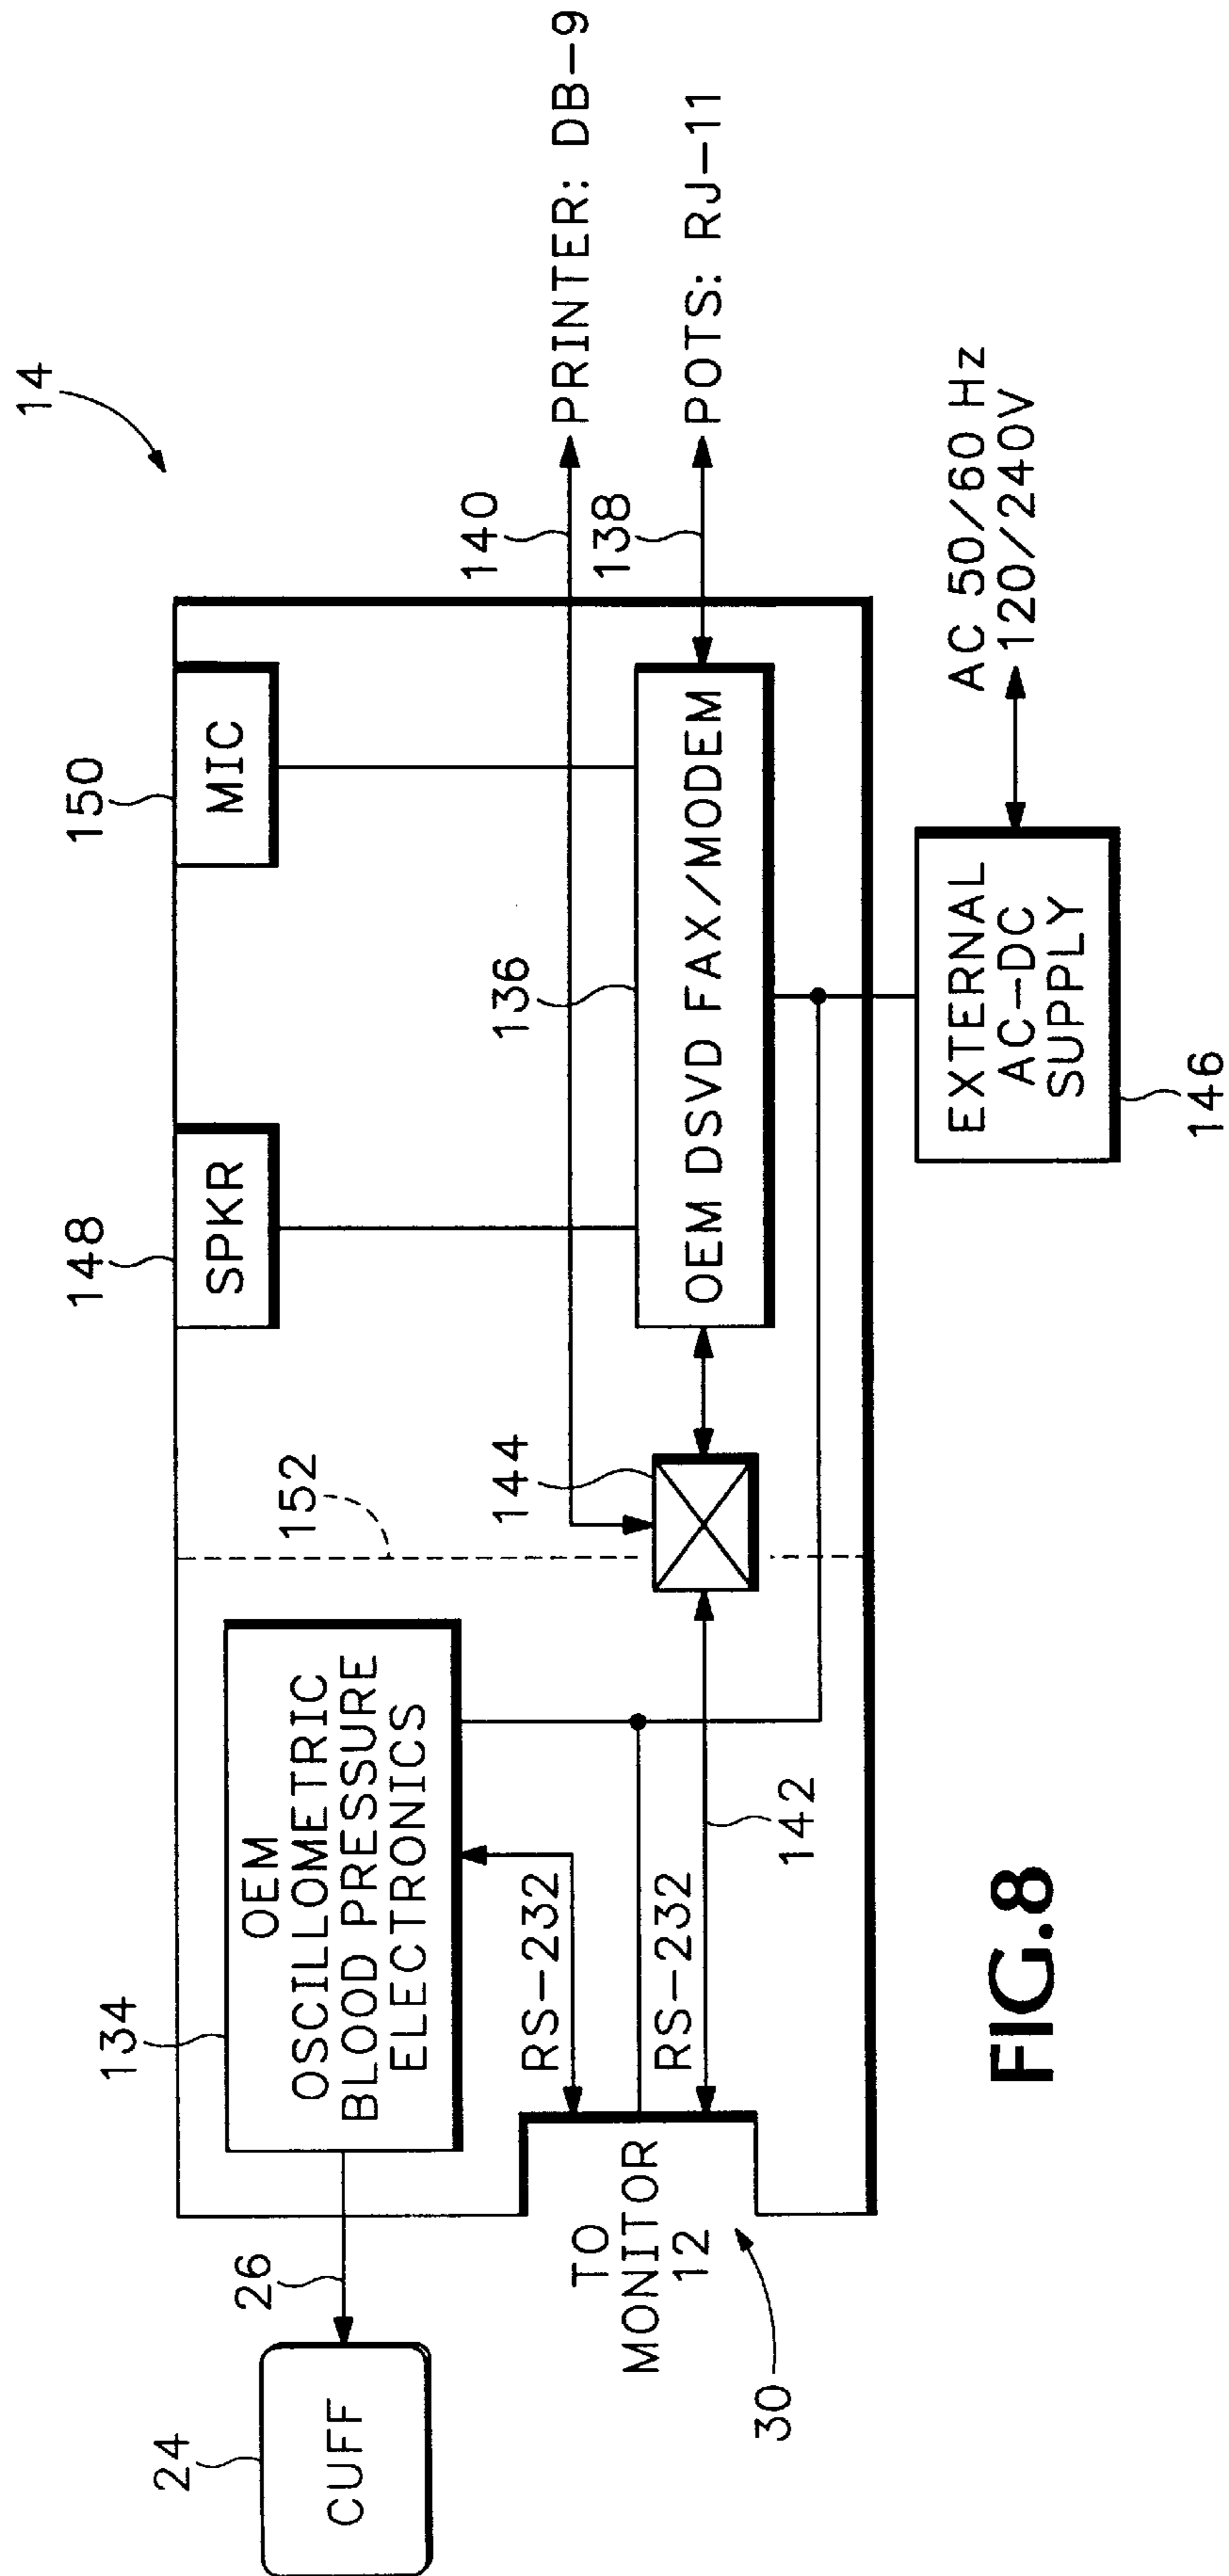 14
148
150
SPKR
MIC
134
OEM
OSCILLOMETRIC
BLOOD PRESSURE
ELECTRONICS
152
24
CUFF
26
140
PRINTER: DB-9
RS-232
144
136
138
OEM DSVD FAX/MODEM
POTS: RJ-11
RS-232
TO
MONITOR
12
30
142
EXTERNAL
AC-DC
SUPPLY
AC 50/60 Hz
120/240V
146
FIG.8